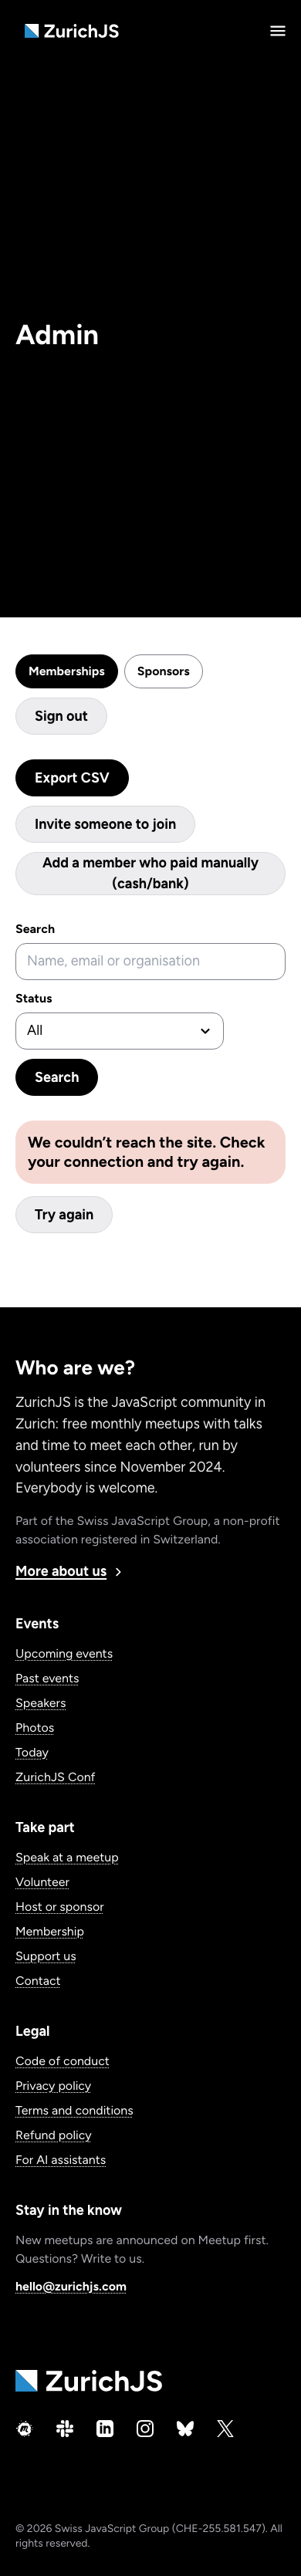 ZurichJS
Admin
Memberships
Sponsors
Sign out
Export CSV
Invite someone to join
Add a member who paid manually
(cash/bank)
Search
Name, email or organisation
Status
All
Search
We couldn’t reach the site. Check
your connection and try again.
Try again
Who are we?
ZurichJS is the JavaScript community in
Zurich: free monthly meetups with talks
and time to meet each other, run by
volunteers since November 2024.
Everybody is welcome.
Part of the Swiss JavaScript Group, a non-profit
association registered in Switzerland.
More about us
Events
Upcoming events
Past events
Speakers
Photos
Today
ZurichJS Conf
Take part
Speak at a meetup
Volunteer
Host or sponsor
Membership
Support us
Contact
Legal
Code of conduct
Privacy policy
Terms and conditions
Refund policy
For AI assistants
Stay in the know
New meetups are announced on Meetup first.
Questions? Write to us.
hello@zurichjs.com
ZurichJS
© 2026 Swiss JavaScript Group (CHE-255.581.547). All
rights reserved.